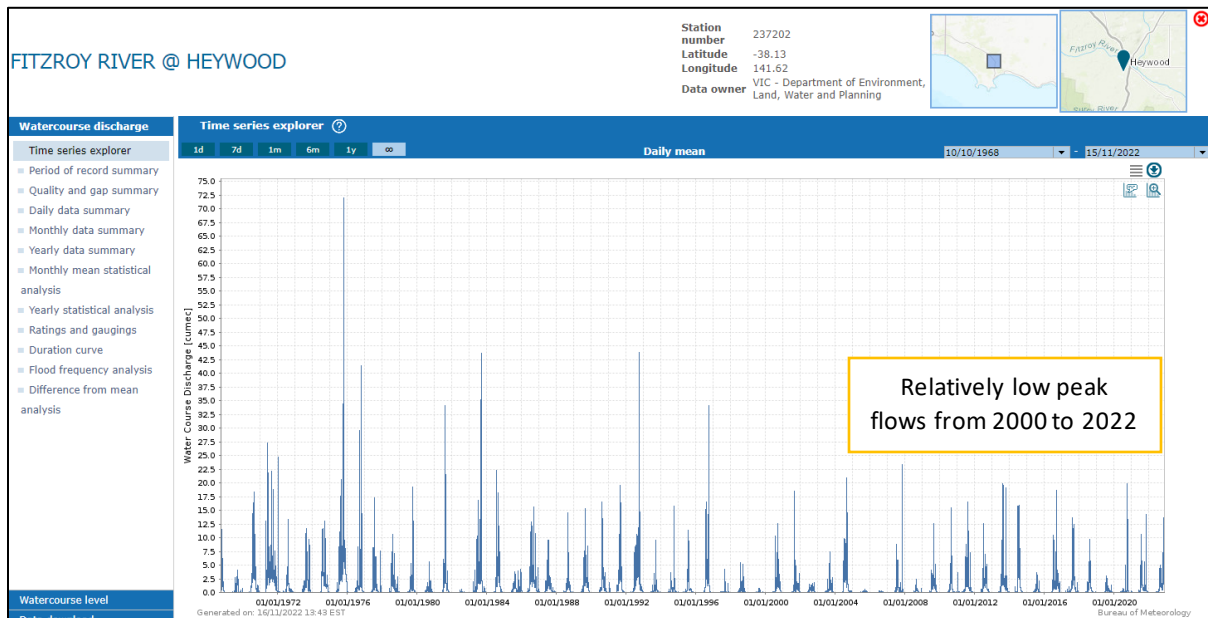 FITZROY RIVER @ HEYWOOD
Station number 237202
Latitude -38.13
Longitude 141.62
Data owner VIC - Department of Environment, Land, Water and Planning
Fitzroy River
Heywood
Watercourse discharge
Time series explorer
Period of record summary
Quality and gap summary
Daily data summary
Monthly data summary
Yearly data summary
Monthly mean statistical
analysis
Yearly statistical analysis
Ratings and gaugings
Duration curve
Flood frequency analysis
Difference from mean
analysis
Watercourse level
Time series explorer ?
1d 7d 1m 6m 1y ∞ Daily mean 10/10/1968 - 15/11/2022
Water Course Discharge [cumec]
75.0
72.5
70.0
67.5
65.0
62.5
60.0
57.5
55.0
52.5
50.0
47.5
45.0
42.5
40.0
37.5
35.0
32.5
30.0
27.5
25.0
22.5
20.0
17.5
15.0
12.5
10.0
7.5
5.0
2.5
0.0
Relatively low peak
flows from 2000 to 2022
01/01/1972 01/01/1976 01/01/1980 01/01/1984 01/01/1988 01/01/1992 01/01/1996 01/01/2000 01/01/2004 01/01/2008 01/01/2012 01/01/2016 01/01/2020
Generated on: 16/11/2022 13:43 EST
Bureau of Meteorology